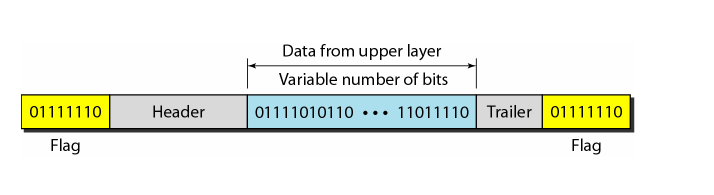 Data from upper layer
Variable number of bits
01111110 Header 01111010110 ••• 11011110 Trailer 01111110
Flag Flag